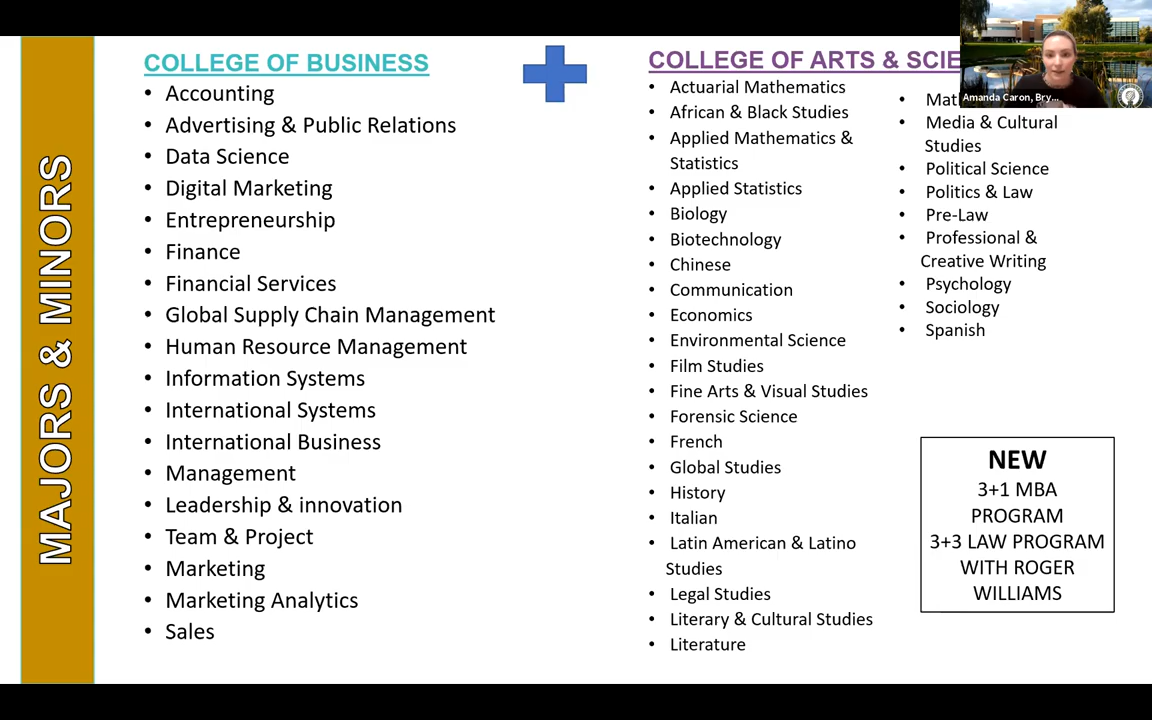 MAJORS & MINORS
COLLEGE OF BUSINESS
• Accounting
• Advertising & Public Relations
• Data Science
• Digital Marketing
• Entrepreneurship
• Finance
• Financial Services
• Global Supply Chain Management
• Human Resource Management
• Information Systems
• International Systems
• International Business
• Management
• Leadership & innovation
• Team & Project
• Marketing
• Marketing Analytics
• Sales
COLLEGE OF ARTS & SCIE
• Actuarial Mathematics
• African & Black Studies
• Applied Mathematics &
Statistics
• Applied Statistics
• Biology
• Biotechnology
• Chinese
• Communication
• Economics
• Environmental Science
• Film Studies
• Fine Arts & Visual Studies
• Forensic Science
• French
• Global Studies
• History
• Italian
• Latin American & Latino
Studies
• Legal Studies
• Literary & Cultural Studies
• Literature
• Mat
• Media & Cultural
Studies
• Political Science
• Politics & Law
• Pre-Law
• Professional &
Creative Writing
• Psychology
• Sociology
• Spanish
NEW
3+1 MBA
PROGRAM
3+3 LAW PROGRAM
WITH ROGER
WILLIAMS
Amanda Caron, Bry...